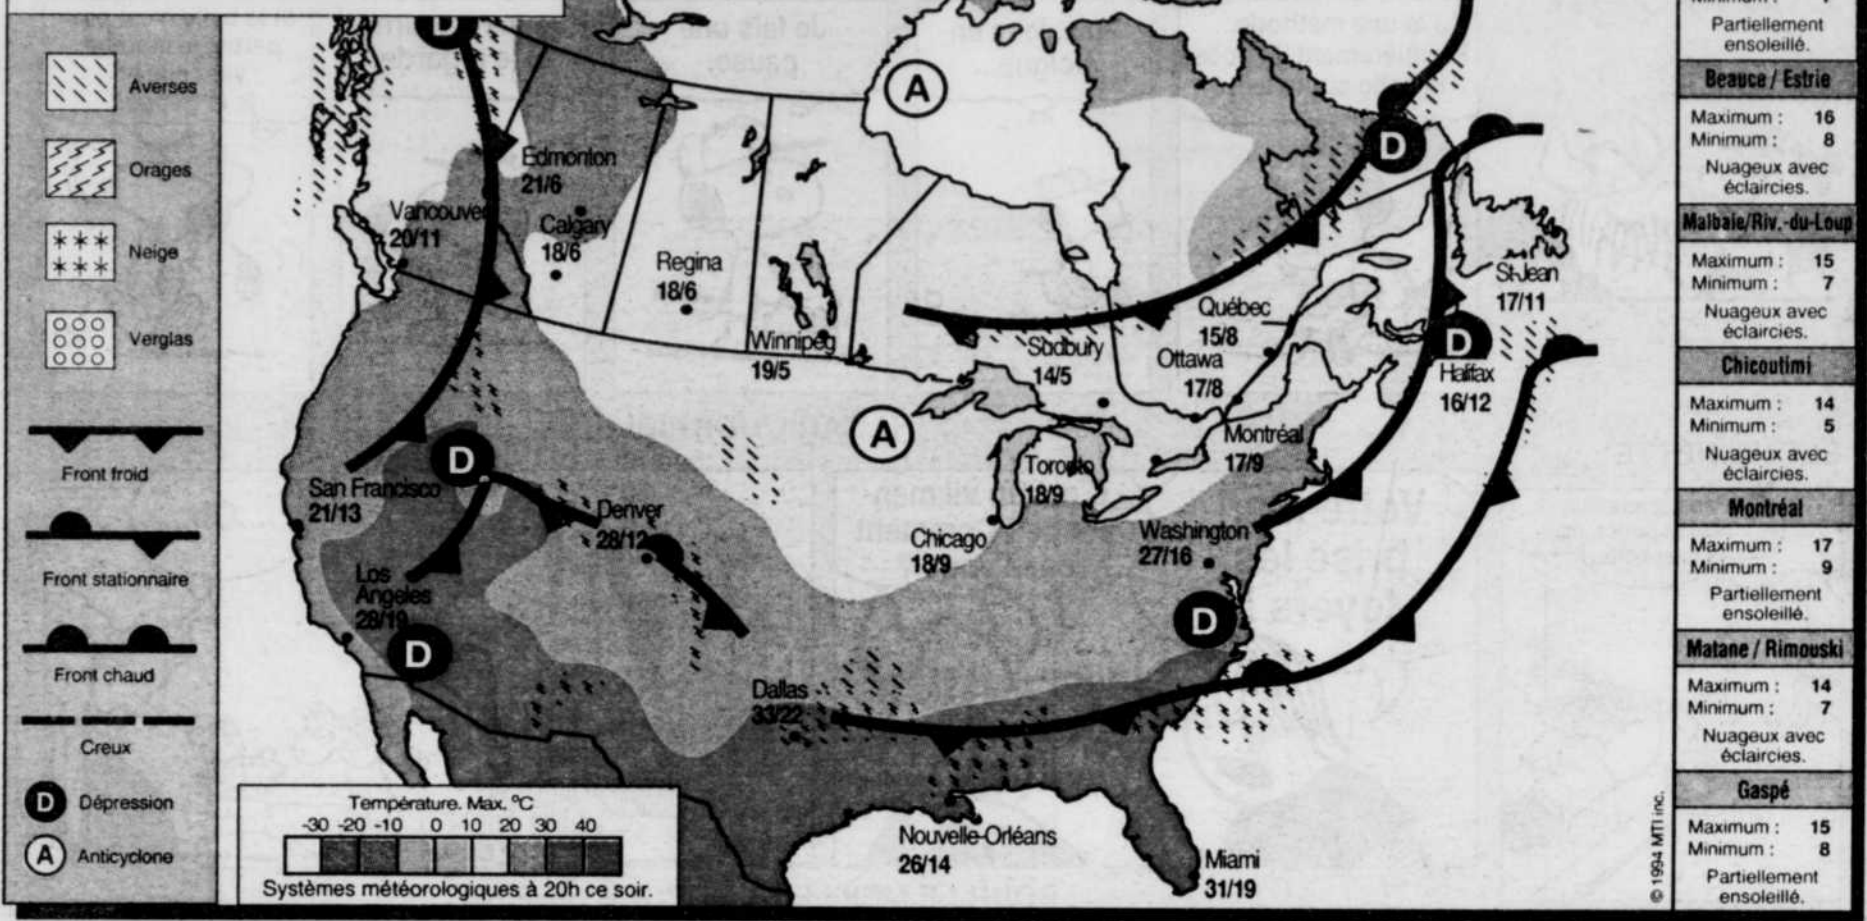 D
Averses
Orages
Neige
Verglas
Front froid
Front stationnaire
Front chaud
Creux
D Dépression
A Anticyclone
A
D
Edmonton
21/6
Vancouver
20/11
Calgary
18/6
Regina
18/6
Winnipeg
19/5
Sudbury
14/5
Québec
15/8
Ottawa
17/8
St-Jean
17/11
D
Halifax
16/12
A
Montréal
17/9
Toronto
18/9
D
San Francisco
21/13
Denver
28/12
Chicago
18/9
Washington
27/16
Los
Angeles
28/19
D
D
Dallas
33/22
Nouvelle-Orléans
26/14
Miami
31/19
Température. Max. °C
-30 -20 -10 0 10 20 30 40
Systèmes météorologiques à 20h ce soir.
© 1994 MTI inc.
Partiellement
ensoleillé.
Beauce / Estrie
Maximum : 16
Minimum : 8
Nuageux avec
éclaircies.
Malbaie/Riv.-du-Loup
Maximum : 15
Minimum : 7
Nuageux avec
éclaircies.
Chicoutimi
Maximum : 14
Minimum : 5
Nuageux avec
éclaircies.
Montréal
Maximum : 17
Minimum : 9
Partiellement
ensoleillé.
Matane / Rimouski
Maximum : 14
Minimum : 7
Nuageux avec
éclaircies.
Gaspé
Maximum : 15
Minimum : 8
Partiellement
ensoleillé.